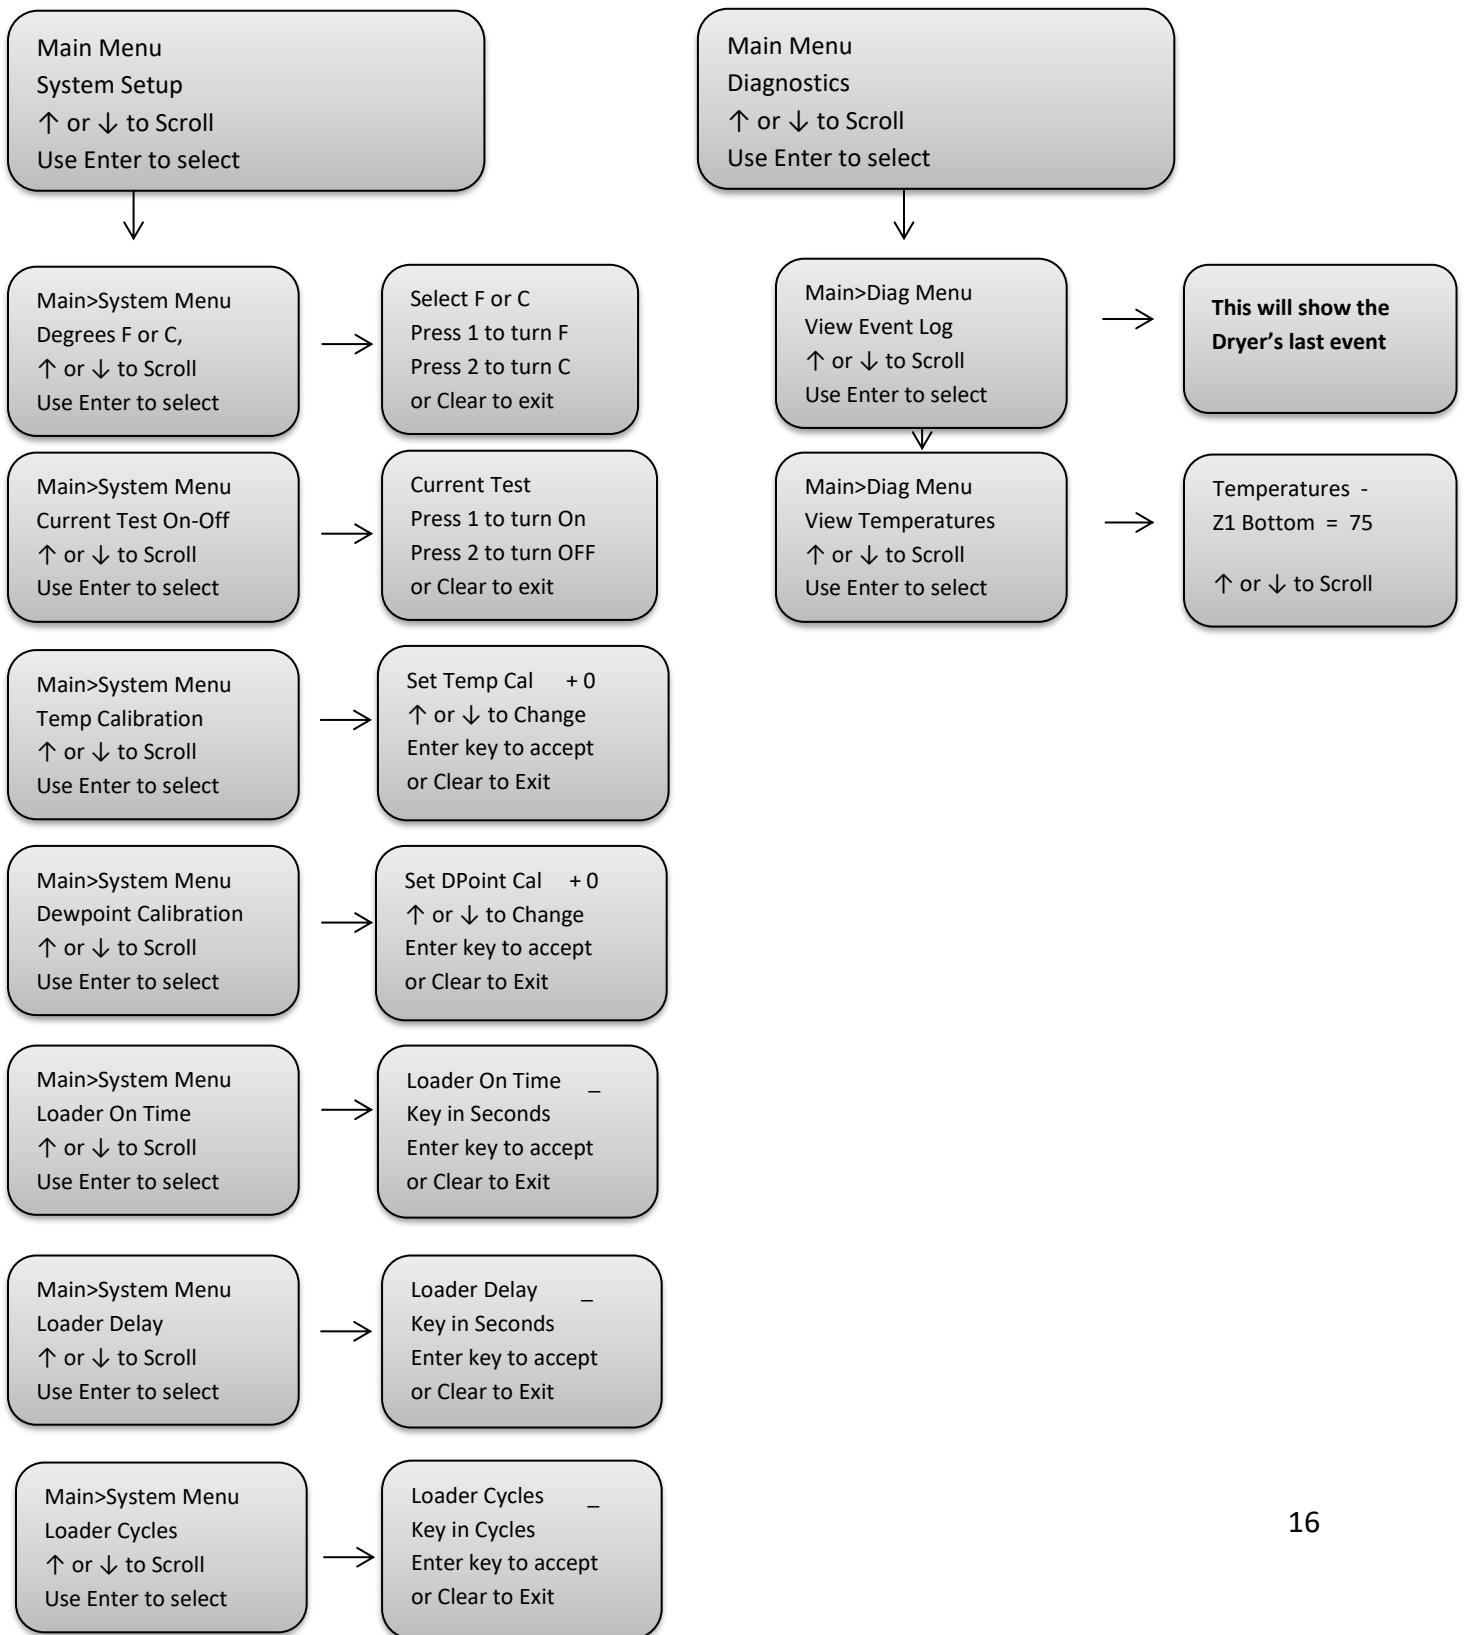 Main Menu
System Setup
↑ or ↓ to Scroll
Use Enter to select
Main>System Menu
Degrees F or C,
↑ or ↓ to Scroll
Use Enter to select
Select F or C
Press 1 to turn F
Press 2 to turn C
or Clear to exit
Main>System Menu
Current Test On-Off
↑ or ↓ to Scroll
Use Enter to select
Current Test
Press 1 to turn On
Press 2 to turn OFF
or Clear to exit
Main>System Menu
Temp Calibration
↑ or ↓ to Scroll
Use Enter to select
Set Temp Cal + 0
↑ or ↓ to Change
Enter key to accept
or Clear to Exit
Main>System Menu
Dewpoint Calibration
↑ or ↓ to Scroll
Use Enter to select
Set DPoint Cal + 0
↑ or ↓ to Change
Enter key to accept
or Clear to Exit
Main>System Menu
Loader On Time
↑ or ↓ to Scroll
Use Enter to select
Loader On Time _
Key in Seconds
Enter key to accept
or Clear to Exit
Main>System Menu
Loader Delay
↑ or ↓ to Scroll
Use Enter to select
Loader Delay _
Key in Seconds
Enter key to accept
or Clear to Exit
Main>System Menu
Loader Cycles
↑ or ↓ to Scroll
Use Enter to select
Loader Cycles _
Key in Cycles
Enter key to accept
or Clear to Exit
Main Menu
Diagnostics
↑ or ↓ to Scroll
Use Enter to select
Main>Diag Menu
View Event Log
↑ or ↓ to Scroll
Use Enter to select
This will show the
Dryer’s last event
Main>Diag Menu
View Temperatures
↑ or ↓ to Scroll
Use Enter to select
Temperatures -
Z1 Bottom = 75
↑ or ↓ to Scroll
16